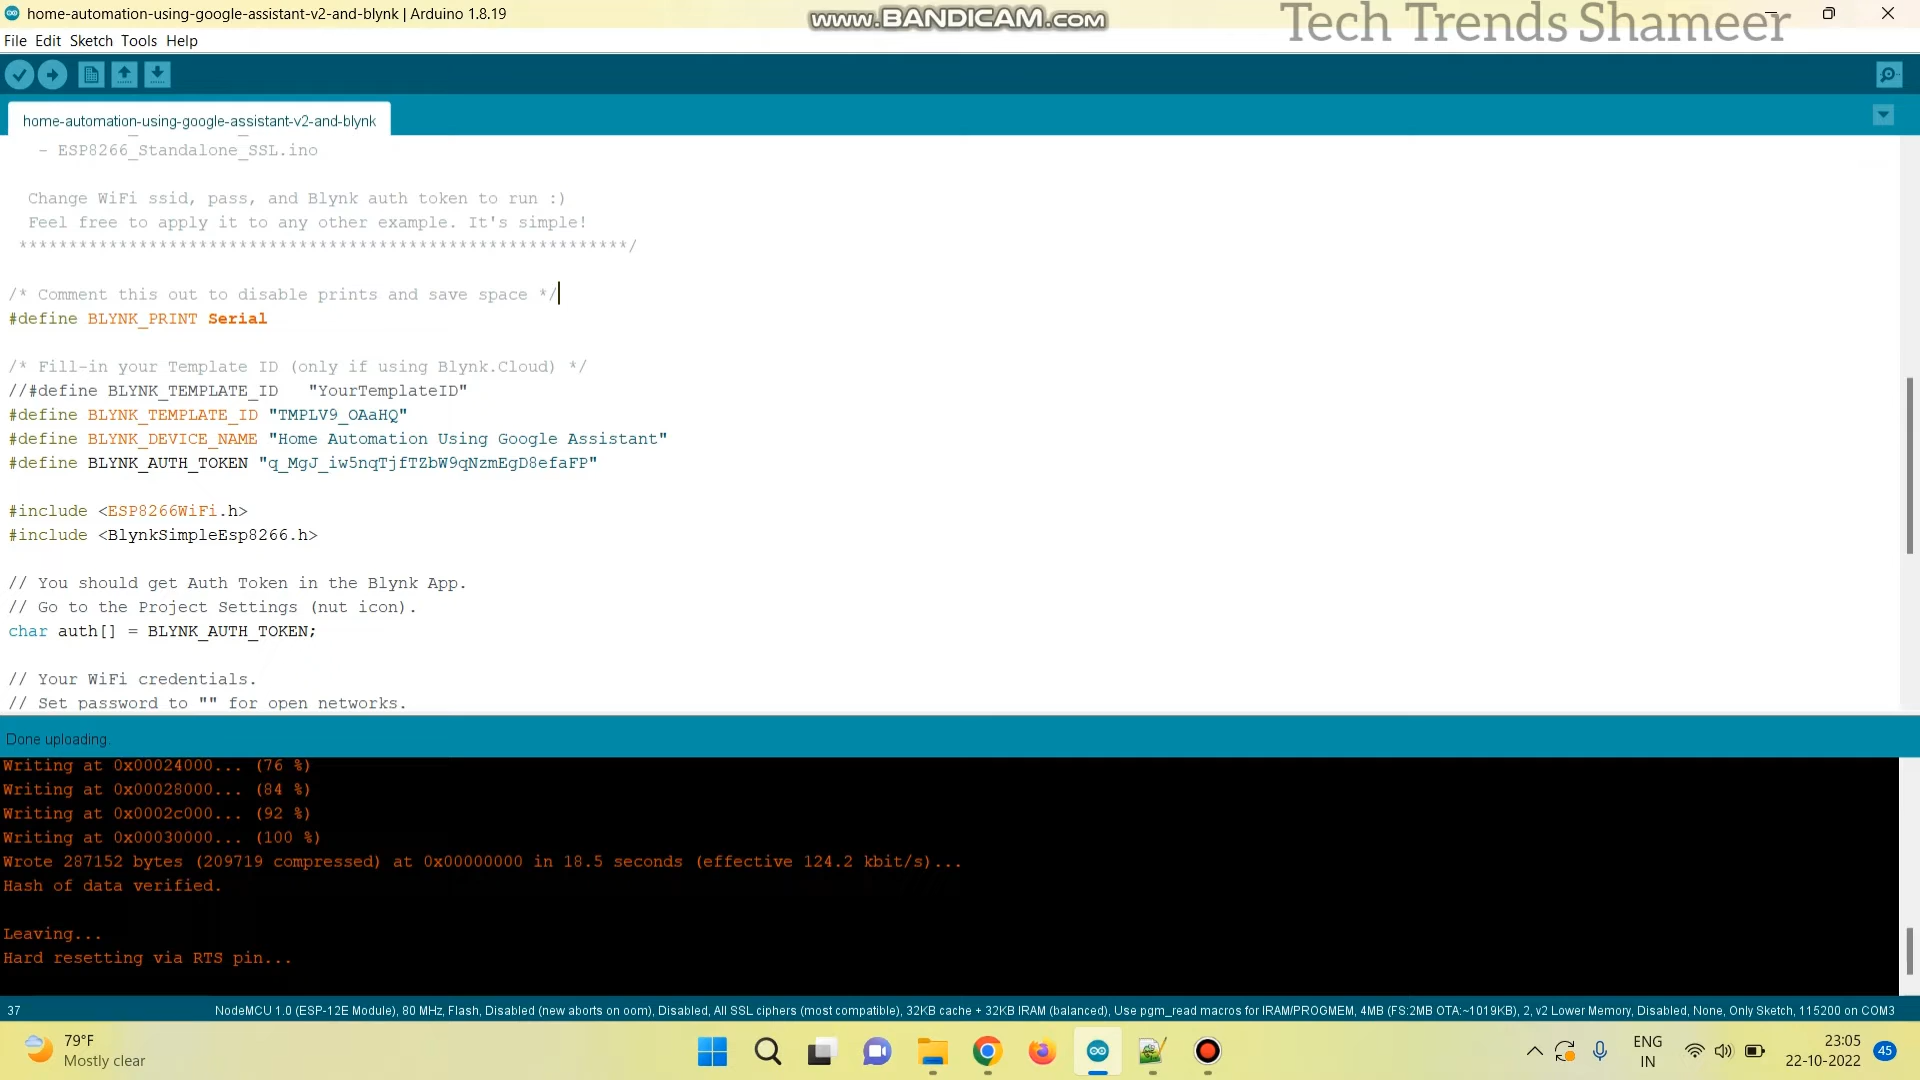 home-automation-using-google-assistant-v2-and-blynk | Arduino 1.8.19
www.BANDICAM.com
Tech Trends Shameer
File Edit Sketch Tools Help
home-automation-using-google-assistant-v2-and-blynk
- ESP8266_Standalone_SSL.ino
Change WiFi ssid, pass, and Blynk auth token to run :)
Feel free to apply it to any other example. It's simple!
*************************************************************/
/* Comment this out to disable prints and save space */
#define BLYNK_PRINT Serial
/* Fill-in your Template ID (only if using Blynk.Cloud) */
//#define BLYNK_TEMPLATE_ID   "YourTemplateID"
#define BLYNK_TEMPLATE_ID "TMPLV9_OAaHQ"
#define BLYNK_DEVICE_NAME "Home Automation Using Google Assistant"
#define BLYNK_AUTH_TOKEN "q_MgJ_iw5nqTjfTZbW9qNzmEgD8efaFP"
#include <ESP8266WiFi.h>
#include <BlynkSimpleEsp8266.h>
// You should get Auth Token in the Blynk App.
// Go to the Project Settings (nut icon).
char auth[] = BLYNK_AUTH_TOKEN;
// Your WiFi credentials.
// Set password to "" for open networks.
Done uploading.
Writing at 0x00024000... (76 %)
Writing at 0x00028000... (84 %)
Writing at 0x0002c000... (92 %)
Writing at 0x00030000... (100 %)
Wrote 287152 bytes (209719 compressed) at 0x00000000 in 18.5 seconds (effective 124.2 kbit/s)...
Hash of data verified.
Leaving...
Hard resetting via RTS pin...
37
NodeMCU 1.0 (ESP-12E Module), 80 MHz, Flash, Disabled (new aborts on oom), Disabled, All SSL ciphers (most compatible), 32KB cache + 32KB IRAM (balanced), Use pgm_read macros for IRAM/PROGMEM, 4MB (FS:2MB OTA:~1019KB), 2, v2 Lower Memory, Disabled, None, Only Sketch, 115200 on COM3
79°F
Mostly clear
ENG
IN
23:05
22-10-2022
45